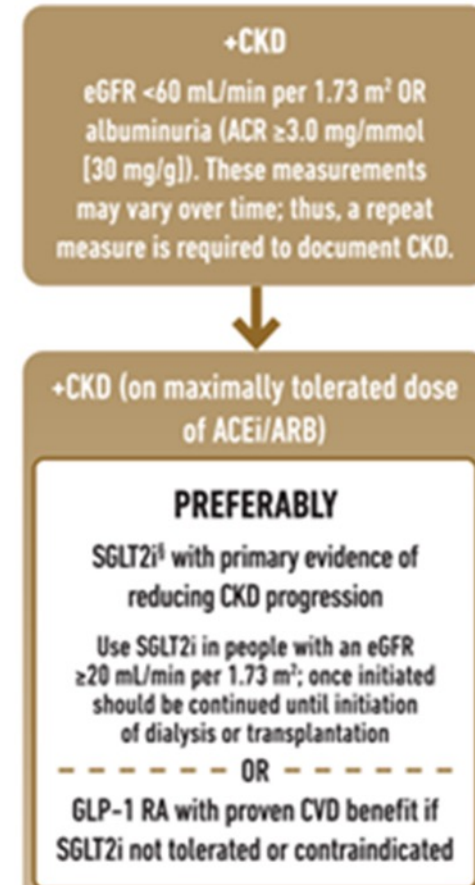 +CKD
eGFR <60 mL/min per 1.73 m² OR
albuminuria (ACR ≥3.0 mg/mmol
[30 mg/g]). These measurements
may vary over time; thus, a repeat
measure is required to document CKD.
+CKD (on maximally tolerated dose
of ACEi/ARB)
PREFERABLY
SGLT2i§ with primary evidence of
reducing CKD progression
Use SGLT2i in people with an eGFR
≥20 mL/min per 1.73 m²; once initiated
should be continued until initiation
of dialysis or transplantation
OR
GLP-1 RA with proven CVD benefit if
SGLT2i not tolerated or contraindicated